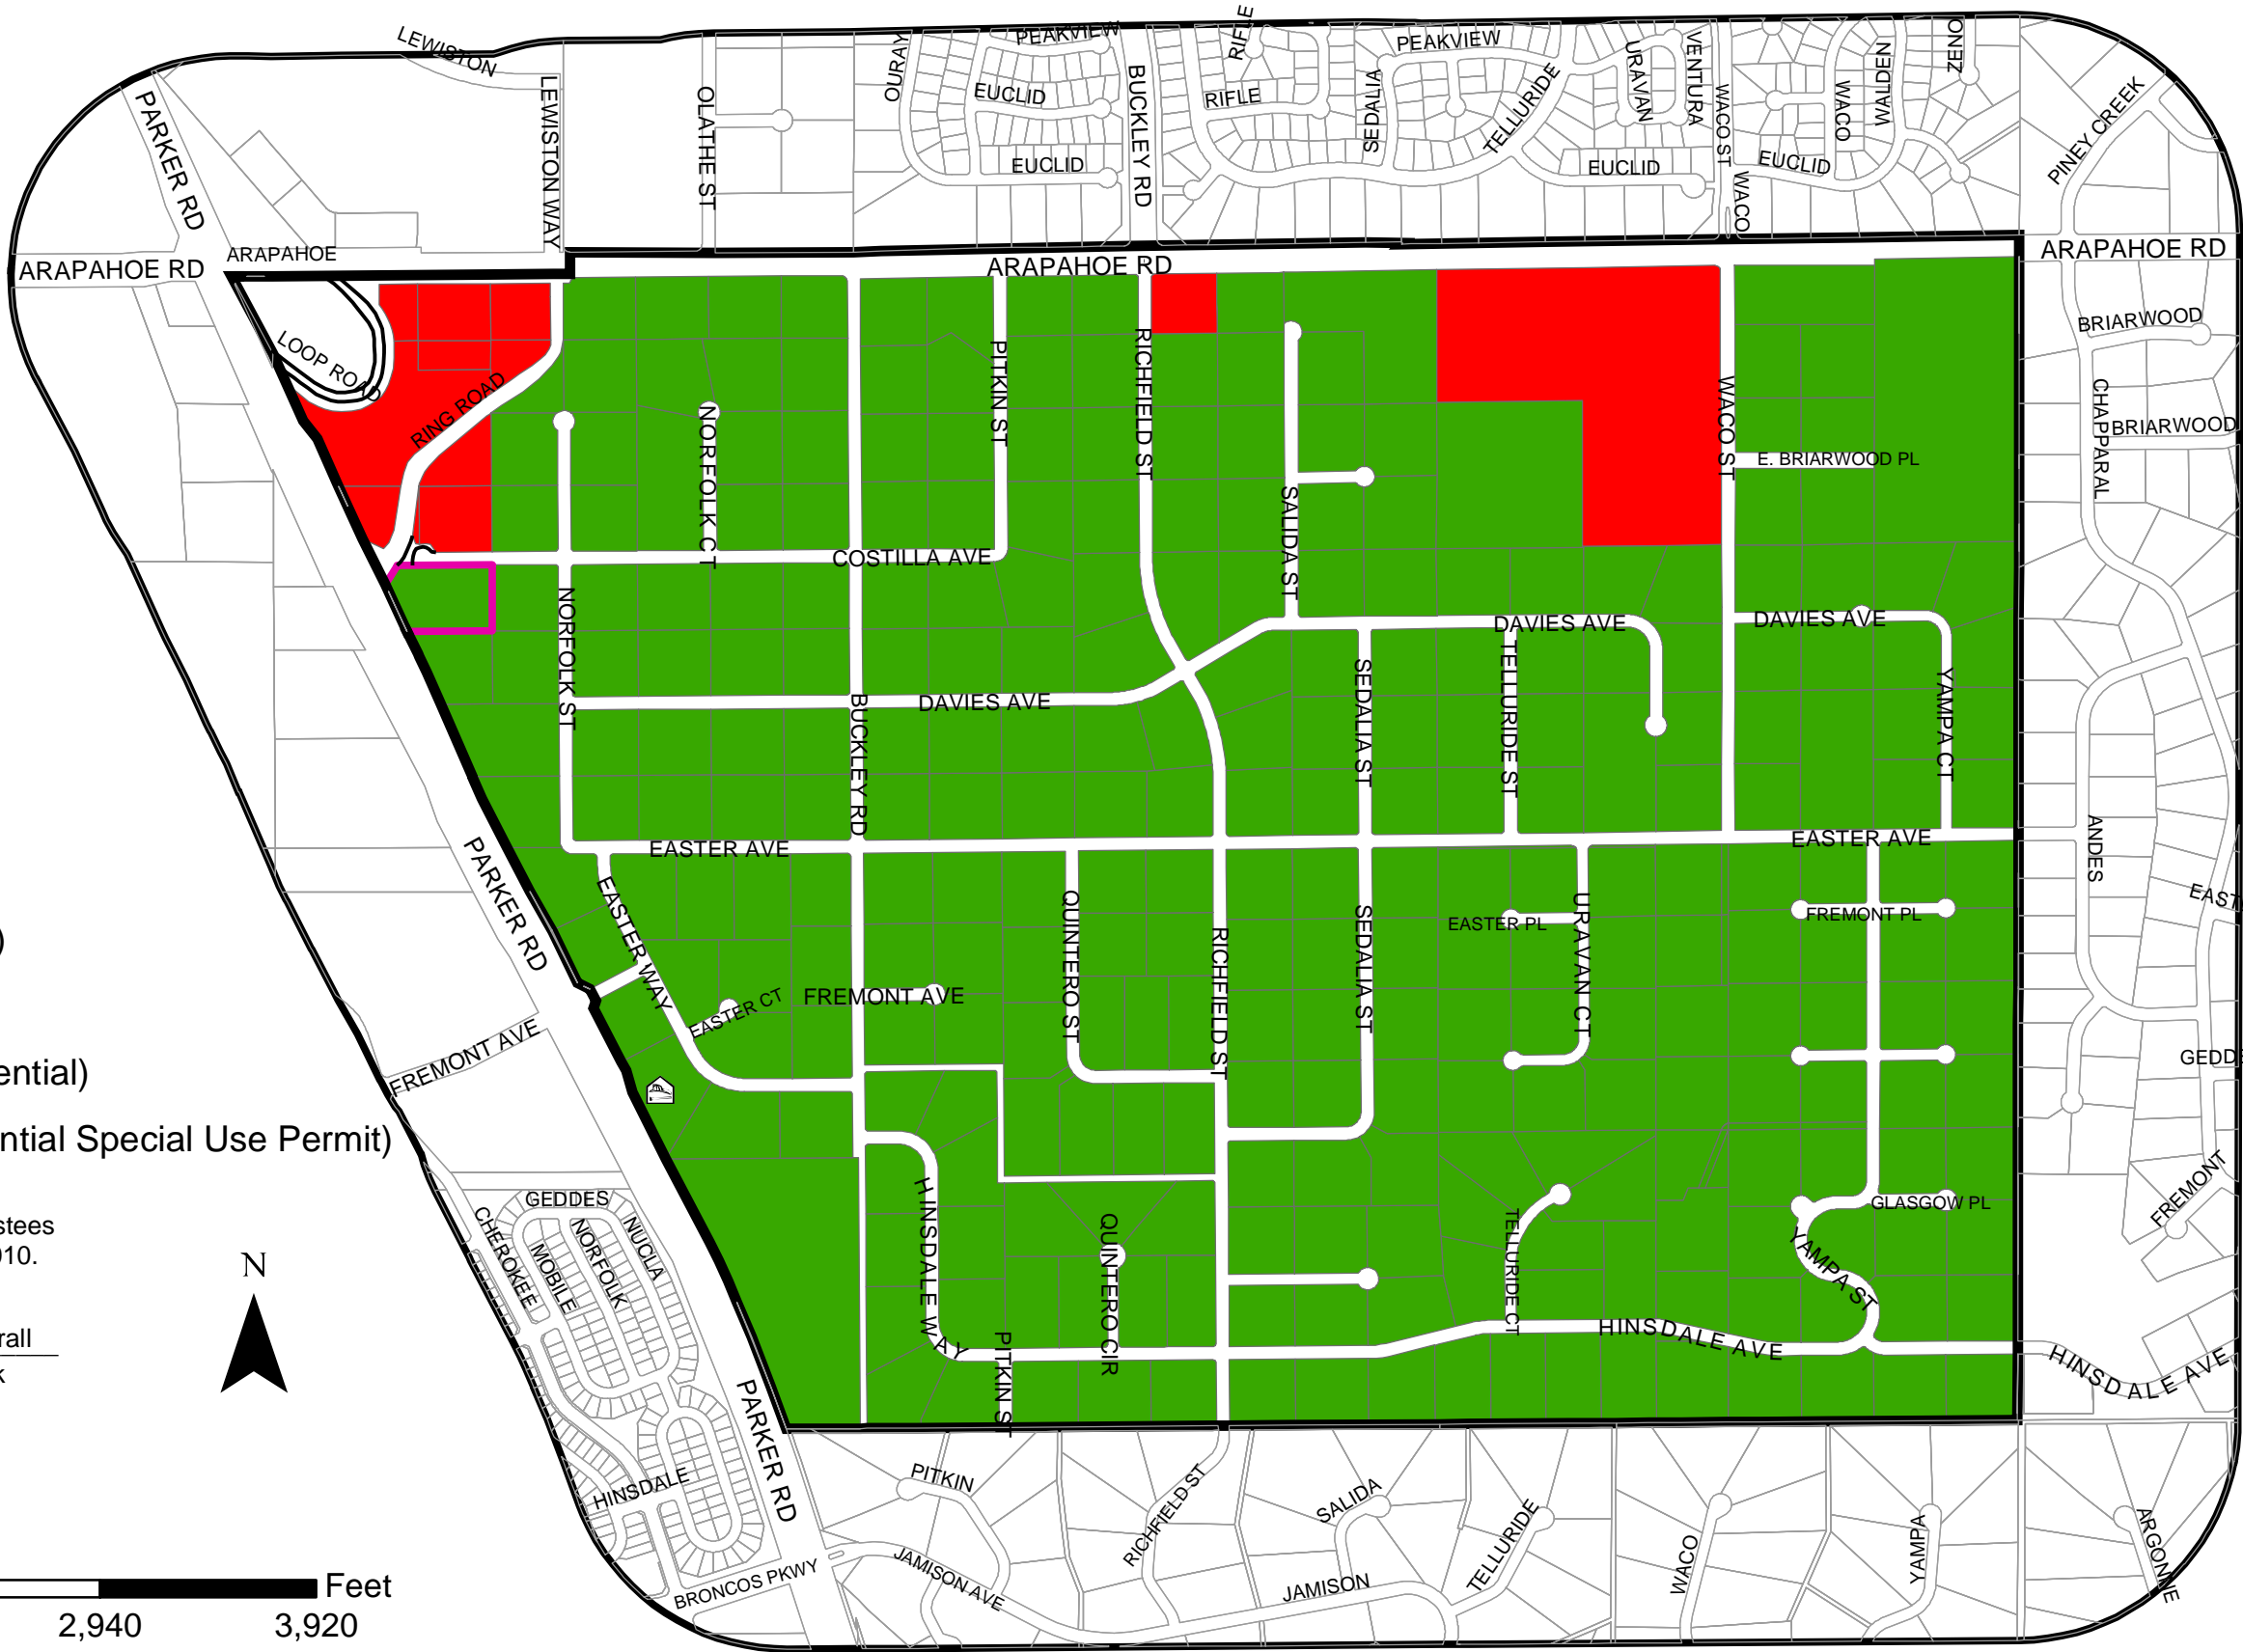 LEWISTON
PEAKVIEW
RIFLE
PEAKVIEW
OURAY
URAVAN
VENTURA
WALDEN
ZENO
LEWISTON WAY
OLATHE ST
EUCLID
BUCKLEY RD
RIFLE
SEDALIA
TELLURIDE
WACO ST
WACO
PINEY CREEK
PARKER RD
EUCLID
EUCLID
EUCLID
WACO
ARAPAHOE RD
ARAPAHOE
ARAPAHOE RD
ARAPAHOE RD
LOOP ROAD
RING ROAD
PITKIN ST
RICHFIELD ST
BRIARWOOD
CHAPPARAL
BRIARWOOD
NORFOLK CT
WACO ST
E. BRIARWOOD PL
SALIDA ST
COSTILLA AVE
NORFOLK ST
DAVIES AVE
DAVIES AVE
DAVIES AVE
BUCKLEY RD
SEDALIA ST
TELLURIDE ST
YAMPA CT
EASTER AVE
EASTER AVE
ANDES
PARKER RD
EASTER WAY
QUINTERO ST
RICHFIELD ST
SEDALIA ST
EASTER PL
URAVAN CT
FREMONT PL
EAST
)
EASTER CT
FREMONT AVE
FREMONT AVE
GEDDE
ential)
ntial Special Use Permit)
stees
010.
N
rall
k
GEDDES
CHEROKEE
MOBILE
NORFOLK
NUCLA
HINSDALE WAY
QUINTERO CIR
PITKIN ST
TELLURIDE CT
GLASGOW PL
YAMPA ST
FREMONT
HINSDALE AVE
HINSDALE AVE
PARKER RD
HINSDALE
PITKIN
RICHFIELD ST
SALIDA
TELLURIDE
WACO
YAMPA
ARGONNE
BRONCOS PKWY
JAMISON AVE
JAMISON
Feet
2,940
3,920